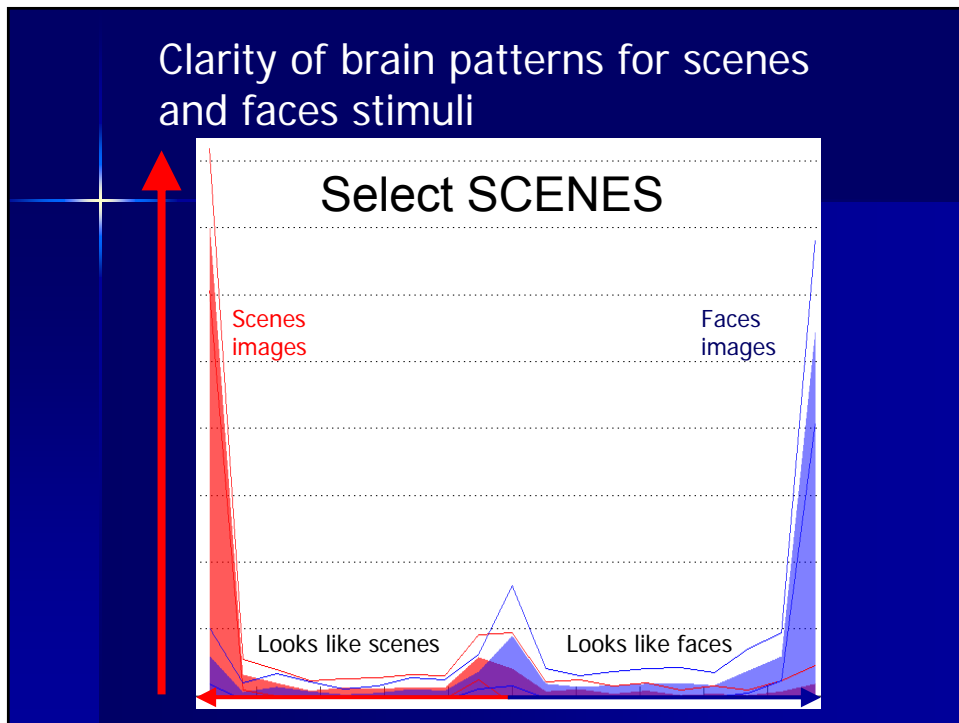 Clarity of brain patterns for scenes
and faces stimuli
Select SCENES
Scenes
images
Faces
images
Looks like scenes
Looks like faces